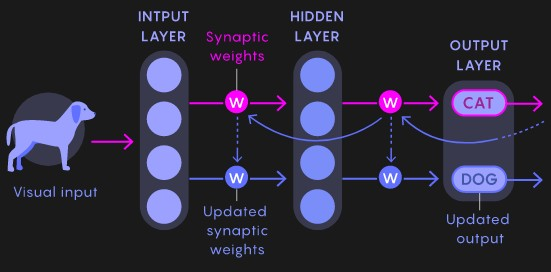 INTPUT
LAYER
Synaptic
weights
HIDDEN
LAYER
OUTPUT
LAYER
W
W
CAT
Visual input
W
W
DOG
Updated
synaptic
weights
Updated
output